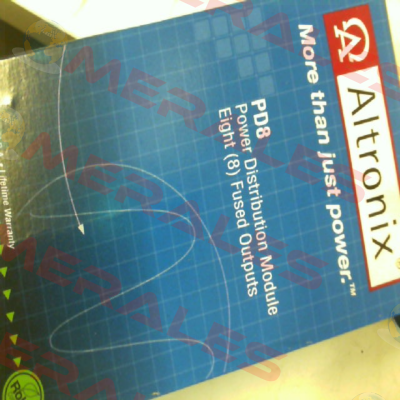 Altronix®
More than just power.™
PD8
Power Distribution Module
Eight (8) Fused Outputs
Lifetime Warranty